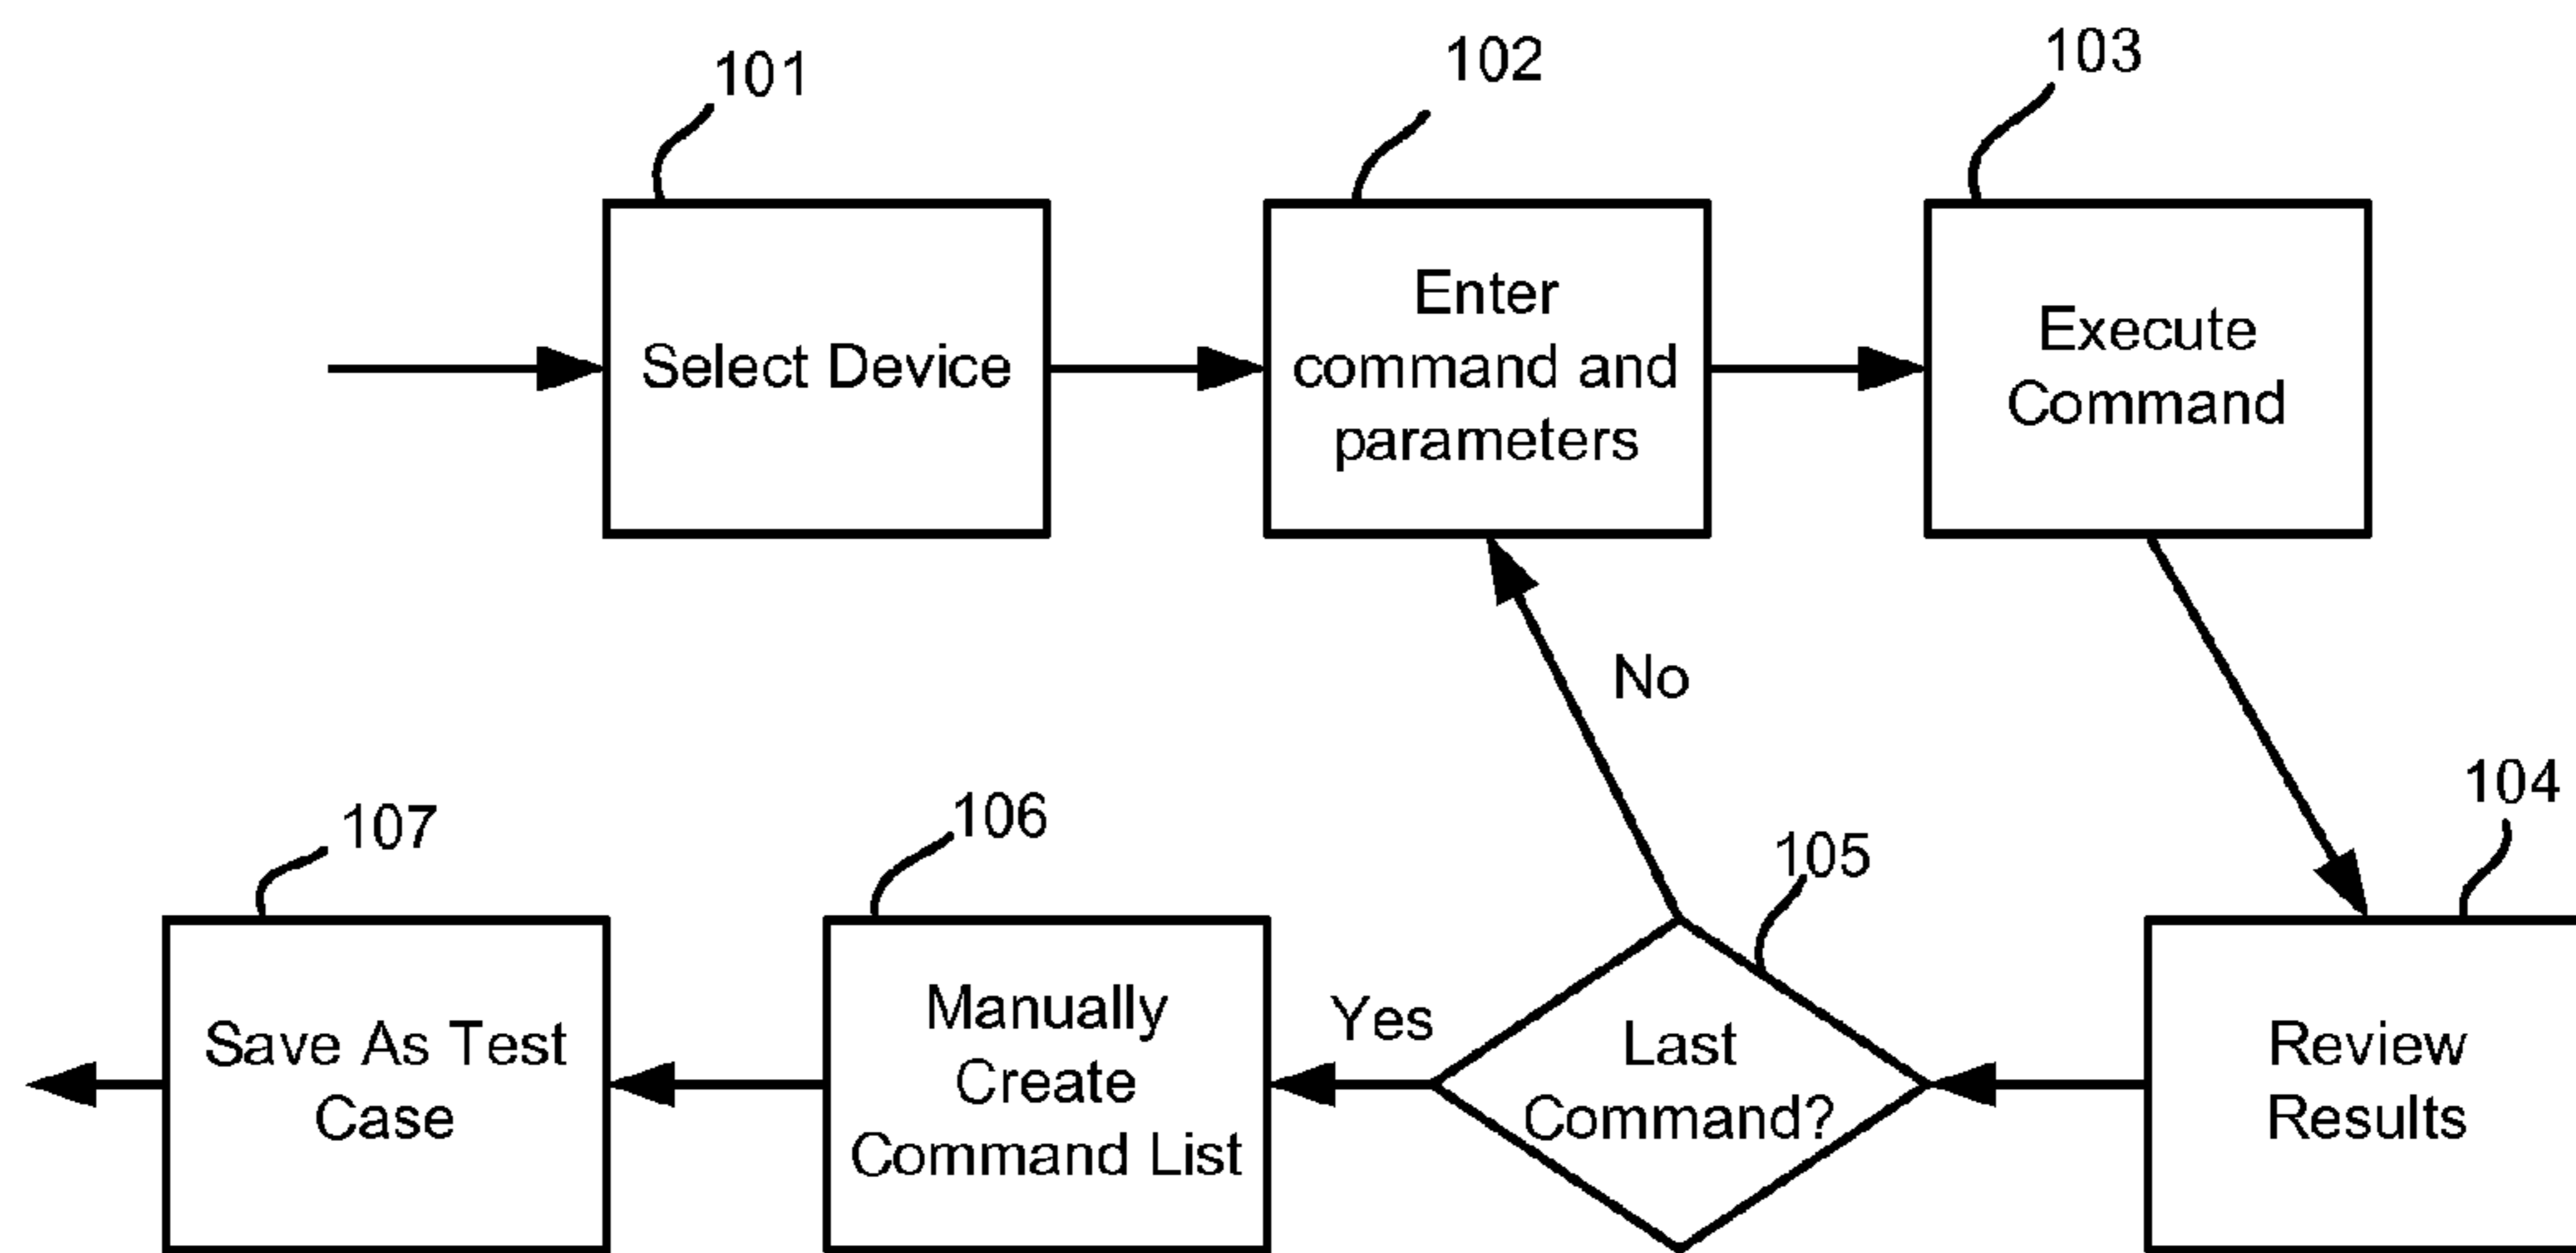 101
102
103
Select Device
Enter
command and
parameters
Execute
Command
No
107
106
105
104
Save As Test
Case
Manually
Create
Command List
Yes
Last
Command?
Review
Results